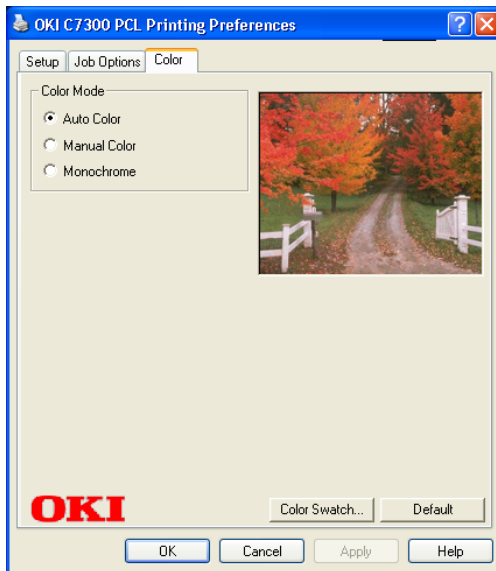 OKI C7300 PCL Printing Preferences
Setup Job Options Color
Color Mode
Auto Color
Manual Color
Monochrome
OKI
Color Swatch... Default
OK Cancel Apply Help